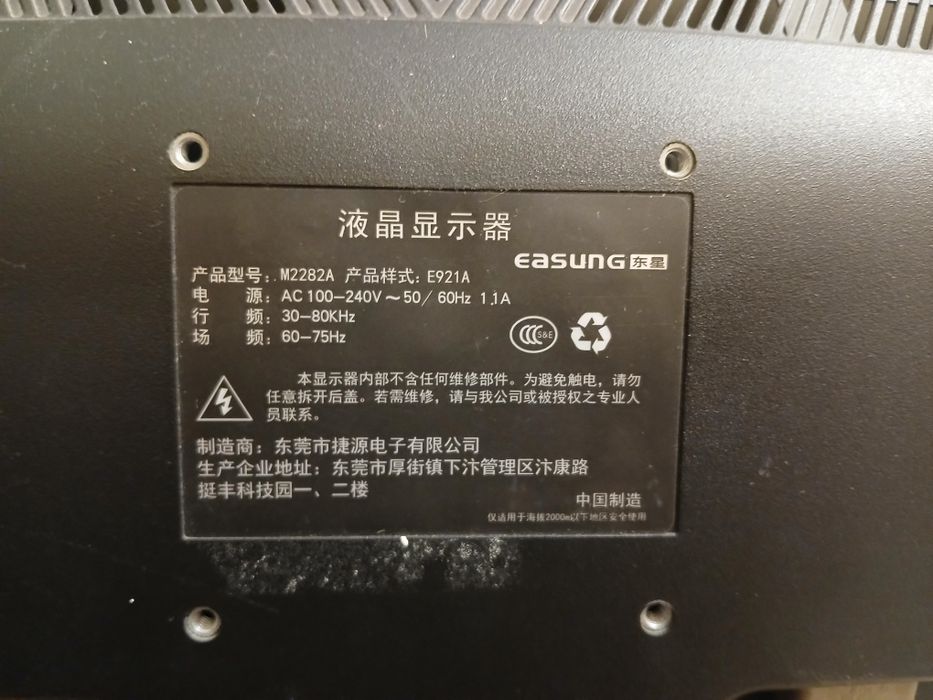 液晶显示器
EASUNG 东星
产品型号: M2282A 产品样式: E921A
电 源: AC 100-240V～50/60Hz 1.1A
行 频: 30-80KHz
场 频: 60-75Hz
CCC S&E
本显示器内部不含任何维修部件。为避免触电，请勿
任意拆开后盖。若需维修，请与我公司或被授权之专业人
员联系。
制造商: 东莞市捷源电子有限公司
生产企业地址: 东莞市厚街镇下汴管理区汴康路
挺丰科技园一、二楼
中国制造
仅适用于海拔2000m以下地区安全使用